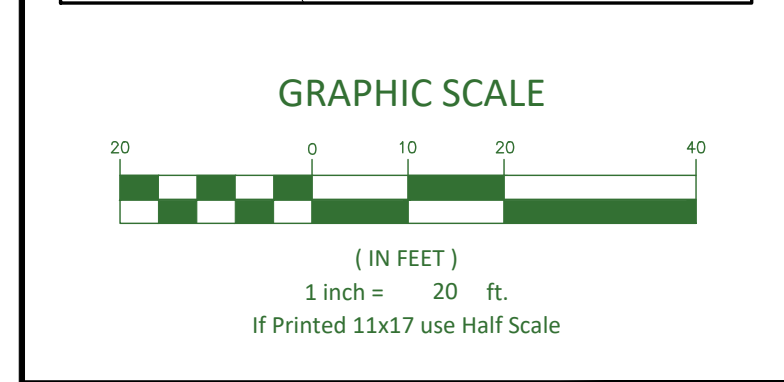 GRAPHIC SCALE
20 0 10 20 40
( IN FEET )
1 inch = 20 ft.
If Printed 11x17 use Half Scale